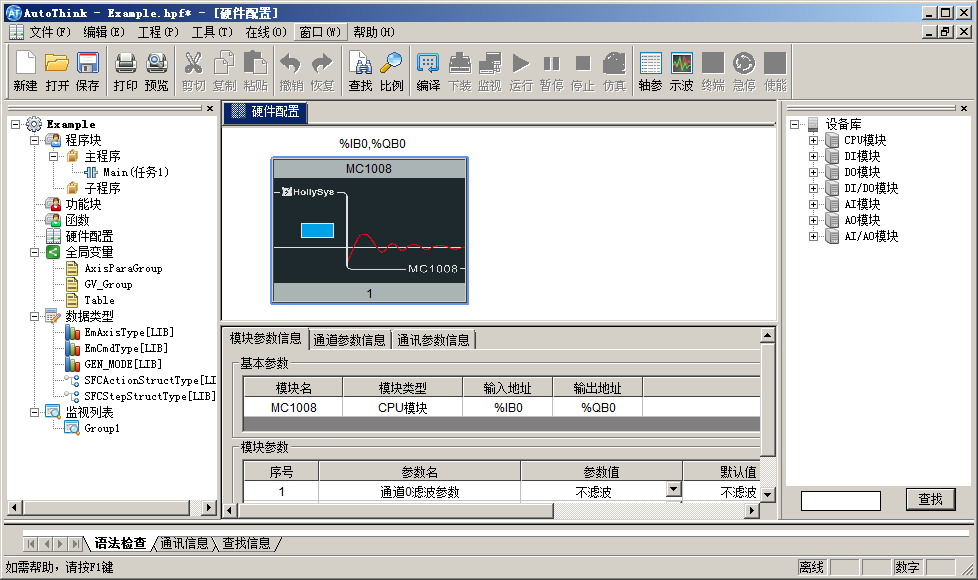 AutoThink - Example.hpf* - [硬件配置]
文件(F) 编辑(E) 工程(P) 工具(T) 在线(O) 窗口(W) 帮助(H)
新建 打开 保存 打印 预览 剪切 复制 粘贴 撤销 恢复 查找 比例 编译 下装 监视 运行 暂停 停止 仿真 轴参 示波 终端 急停 使能
Example
程序块
主程序
Main(任务1)
子程序
功能块
函数
硬件配置
全局变量
AxisParaGroup
GV_Group
Table
数据类型
EmAxisType[LIB]
EmCmdType[LIB]
GEN_MODE[LIB]
SFCActionStructType[LI
SFCStepStructType[LIB]
监视列表
Group1
硬件配置
%IB0,%QB0
MC1008
HollySys
MC1008
1
模块参数信息 通道参数信息 通讯参数信息
基本参数
模块名 模块类型 输入地址 输出地址
MC1008 CPU模块 %IB0 %QB0
模块参数
序号 参数名 参数值 默认值
1 通道0滤波参数 不滤波 不滤波
设备库
CPU模块
DI模块
DO模块
DI/DO模块
AI模块
AO模块
AI/AO模块
查找
语法检查 通讯信息 查找信息
如需帮助，请按F1键 离线 数字